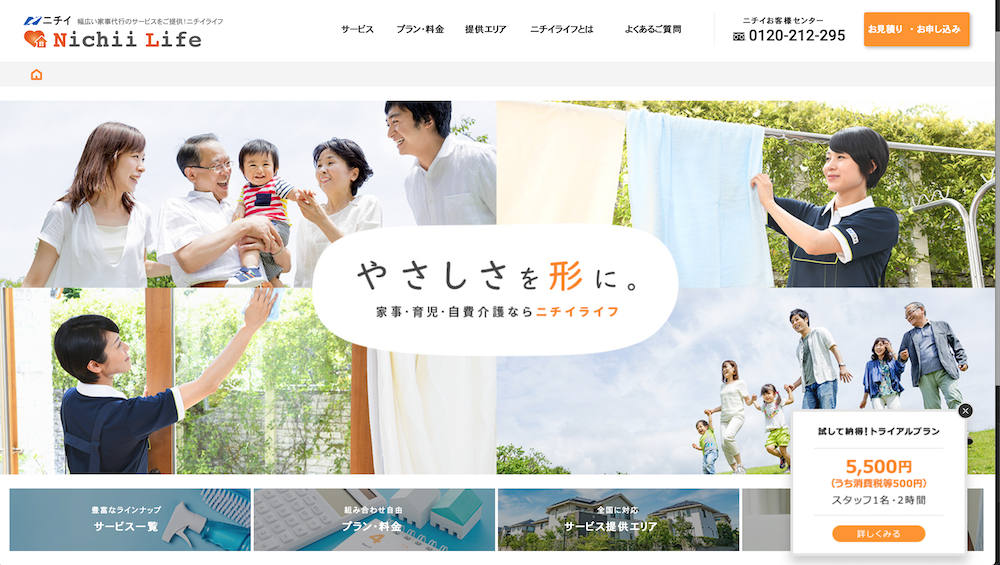 ニチイ 幅広い家事代行のサービスをご提供！ニチイライフ
Nichii Life
サービス プラン・料金 提供エリア ニチイライフとは よくあるご質問
ニチイお客様センター
0120-212-295
お見積り ・お申し込み
やさしさを形に。
家事・育児・自費介護ならニチイライフ
試して納得！トライアルプラン
5,500円
（うち消費税等500円）
スタッフ1名・2時間
詳しくみる
豊富なラインナップ
サービス一覧
組み合わせ自由
プラン・料金
4
全国に対応
サービス提供エリア